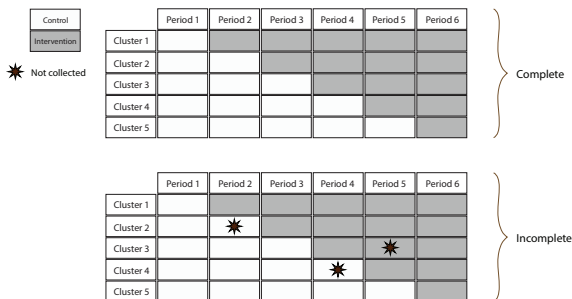 Control
Intervention
Not collected
Period 1 Period 2 Period 3 Period 4 Period 5 Period 6
Cluster 1
Cluster 2
Cluster 3
Cluster 4
Cluster 5
Complete
Period 1 Period 2 Period 3 Period 4 Period 5 Period 6
Cluster 1
Cluster 2
Cluster 3
Cluster 4
Cluster 5
Incomplete